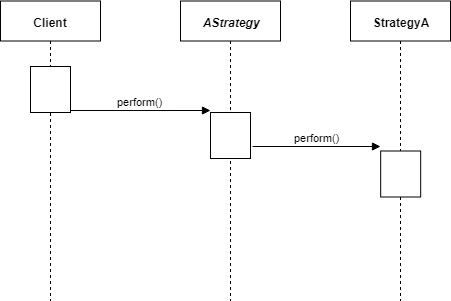 Client
AStrategy
StrategyA
perform()
perform()